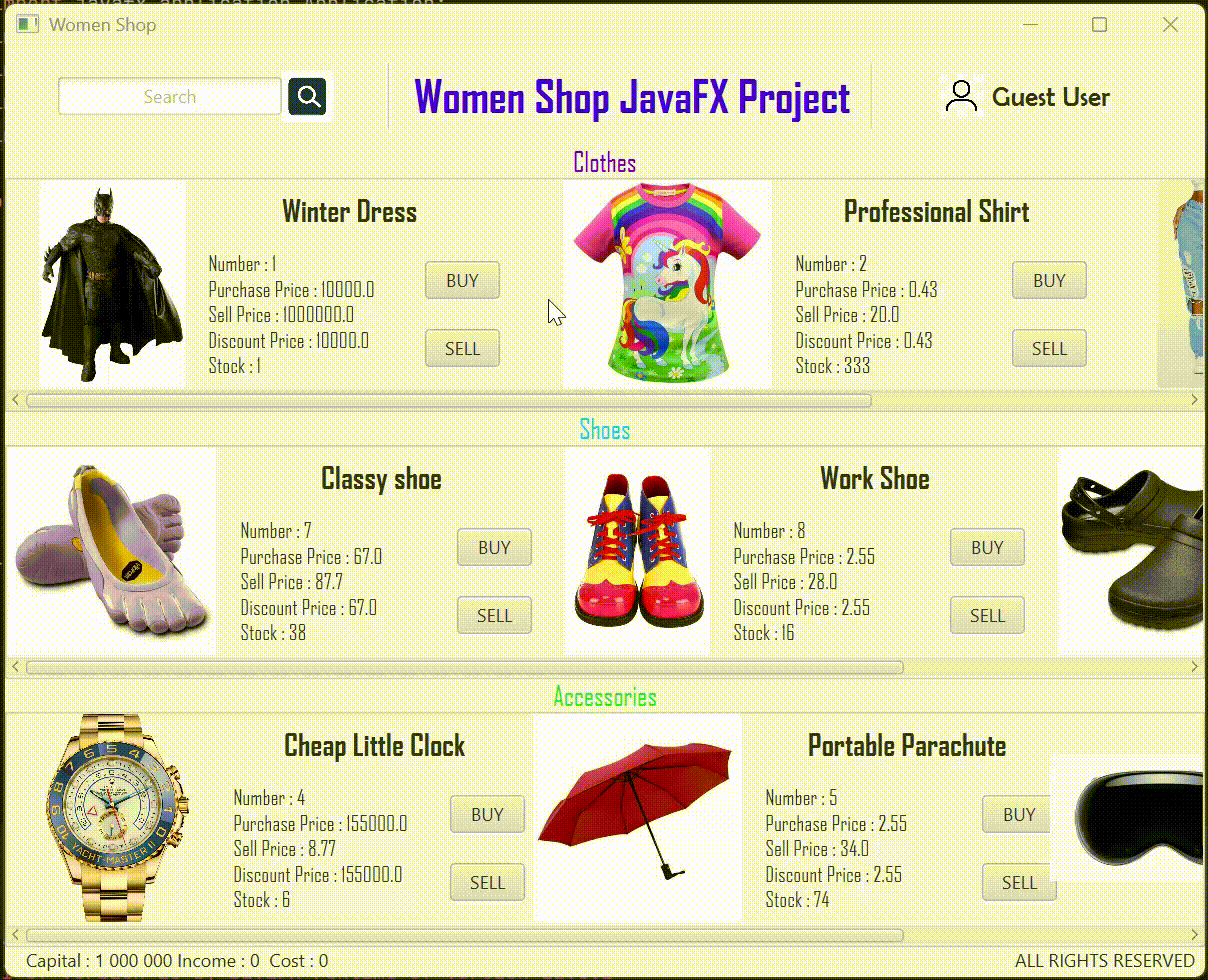 Women Shop
Search
Women Shop JavaFX Project
Guest User
Clothes
Winter Dress
Number : 1
Purchase Price : 10000.0
Sell Price : 1000000.0
Discount Price : 10000.0
Stock : 1
BUY
SELL
Professional Shirt
Number : 2
Purchase Price : 0.43
Sell Price : 20.0
Discount Price : 0.43
Stock : 333
BUY
SELL
Shoes
Classy shoe
Number : 7
Purchase Price : 67.0
Sell Price : 87.7
Discount Price : 67.0
Stock : 38
BUY
SELL
Work Shoe
Number : 8
Purchase Price : 2.55
Sell Price : 28.0
Discount Price : 2.55
Stock : 16
BUY
SELL
Accessories
YACHT-MASTER II
Cheap Little Clock
Number : 4
Purchase Price : 155000.0
Sell Price : 8.77
Discount Price : 155000.0
Stock : 6
BUY
SELL
Portable Parachute
Number : 5
Purchase Price : 2.55
Sell Price : 34.0
Discount Price : 2.55
Stock : 74
BUY
SELL
Capital : 1 000 000 Income : 0 Cost : 0
ALL RIGHTS RESERVED